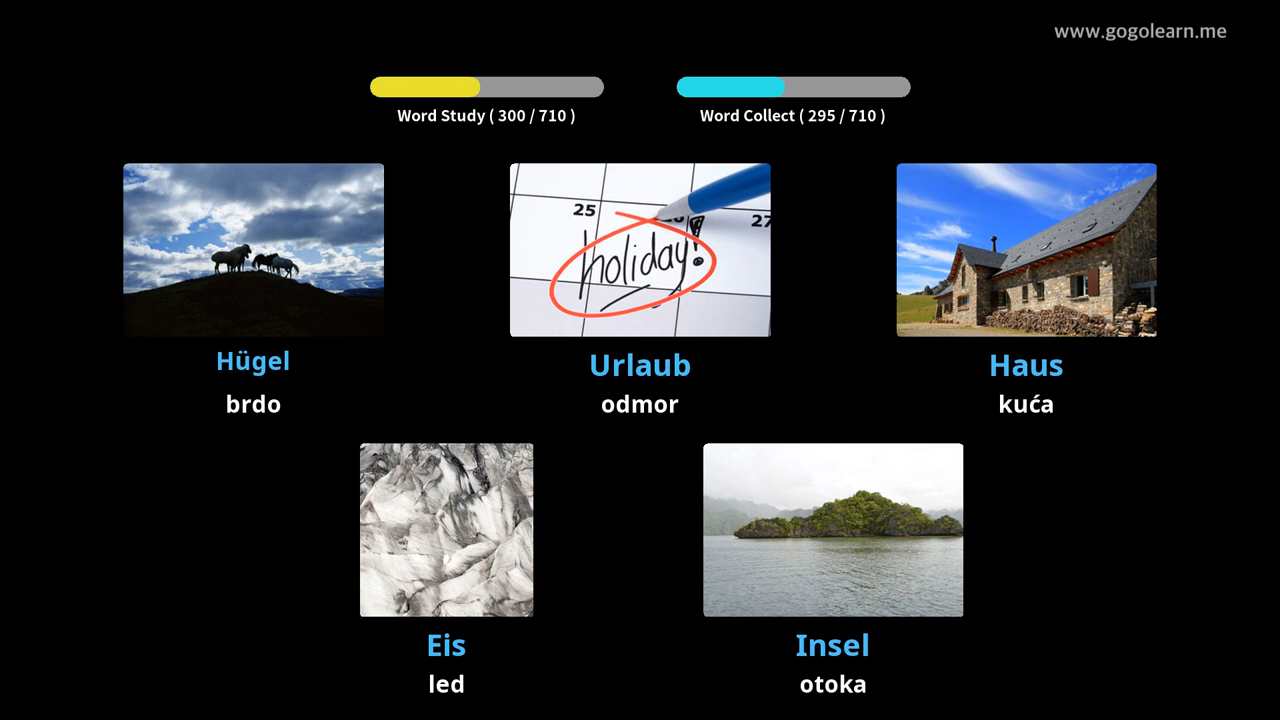 www.gogolearn.me
Word Study ( 300 / 710 )
Word Collect ( 295 / 710 )
25
27
holiday!
Hügel
Urlaub
Haus
brdo
odmor
kuća
Eis
Insel
led
otoka